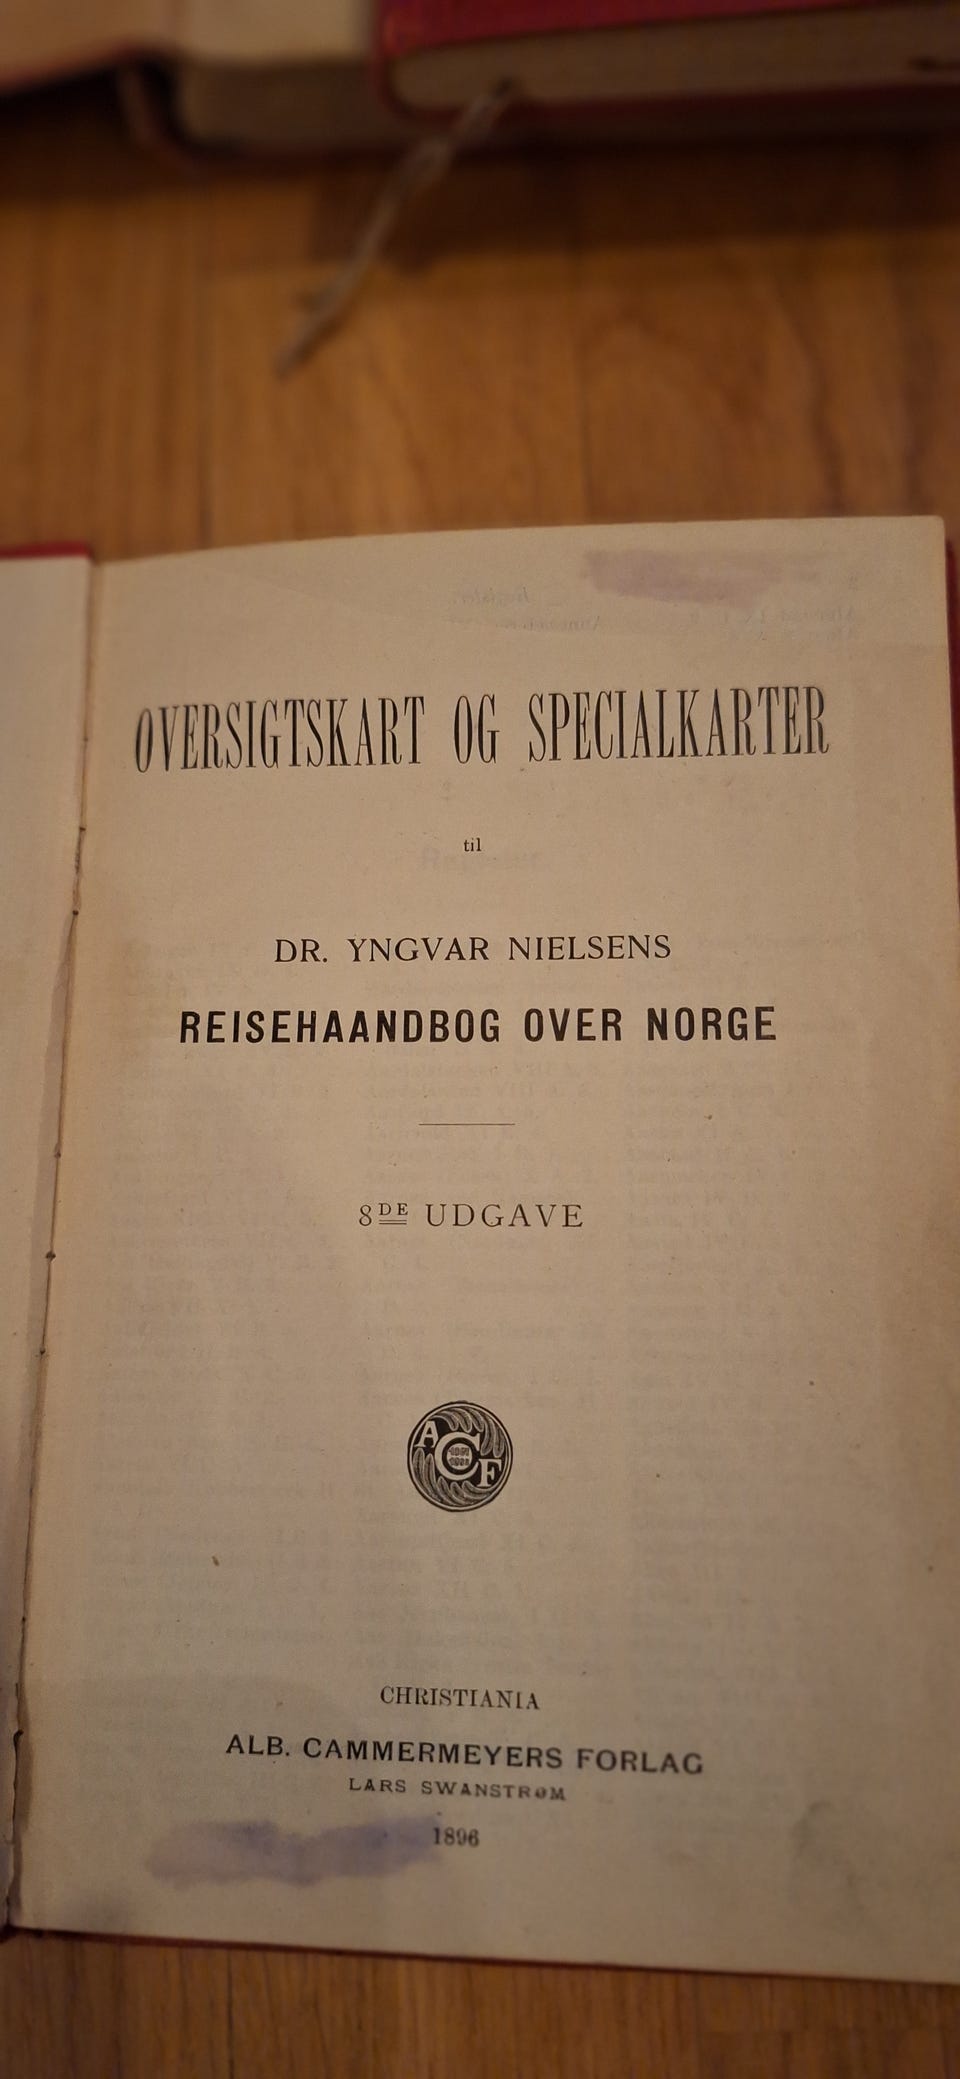 OVERSIGTSKART OG SPECIALKARTER
til
DR. YNGVAR NIELSENS
REISEHAANDBOG OVER NORGE
8DE UDGAVE
A C F
CHRISTIANIA
ALB. CAMMERMEYERS FORLAG
LARS SWANSTRØM
1896